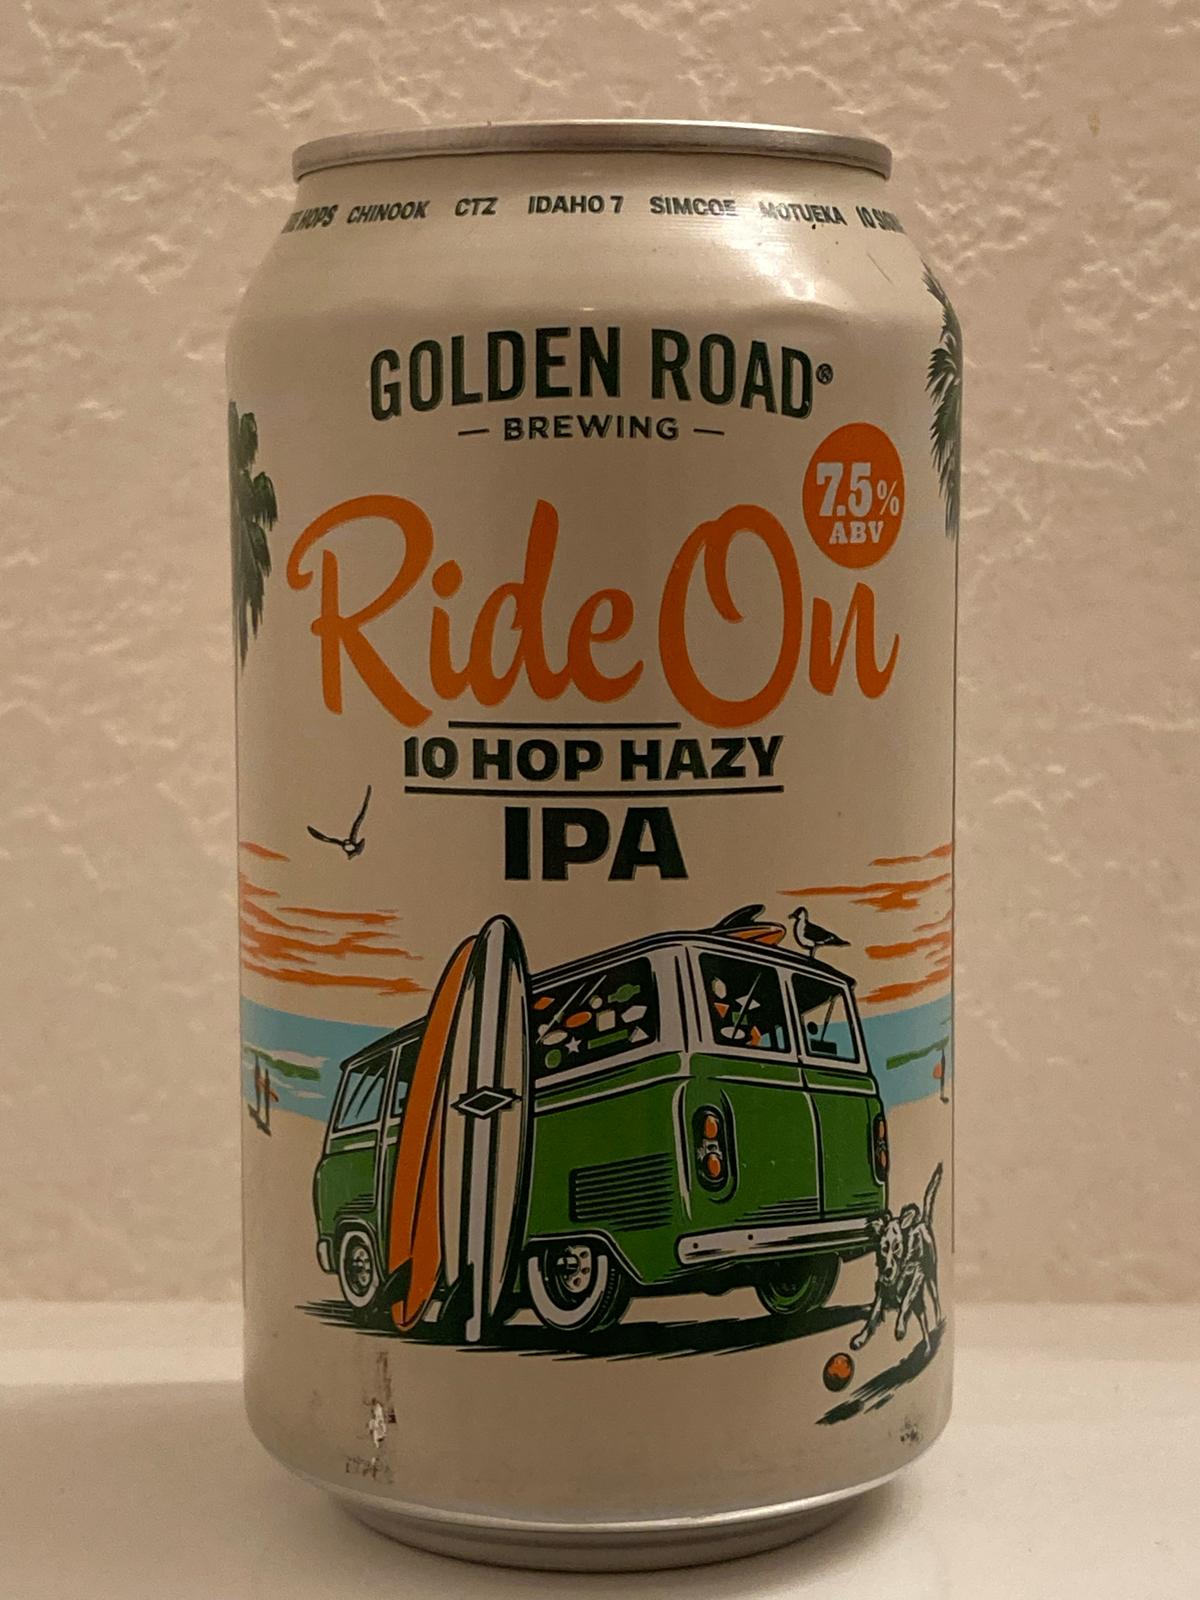 HOPS CHINOOK CTZ IDAHO 7 SIMCOE MOTUEKA 10
GOLDEN ROAD®
— BREWING —
7.5%
ABV
Ride On
10 HOP HAZY
IPA